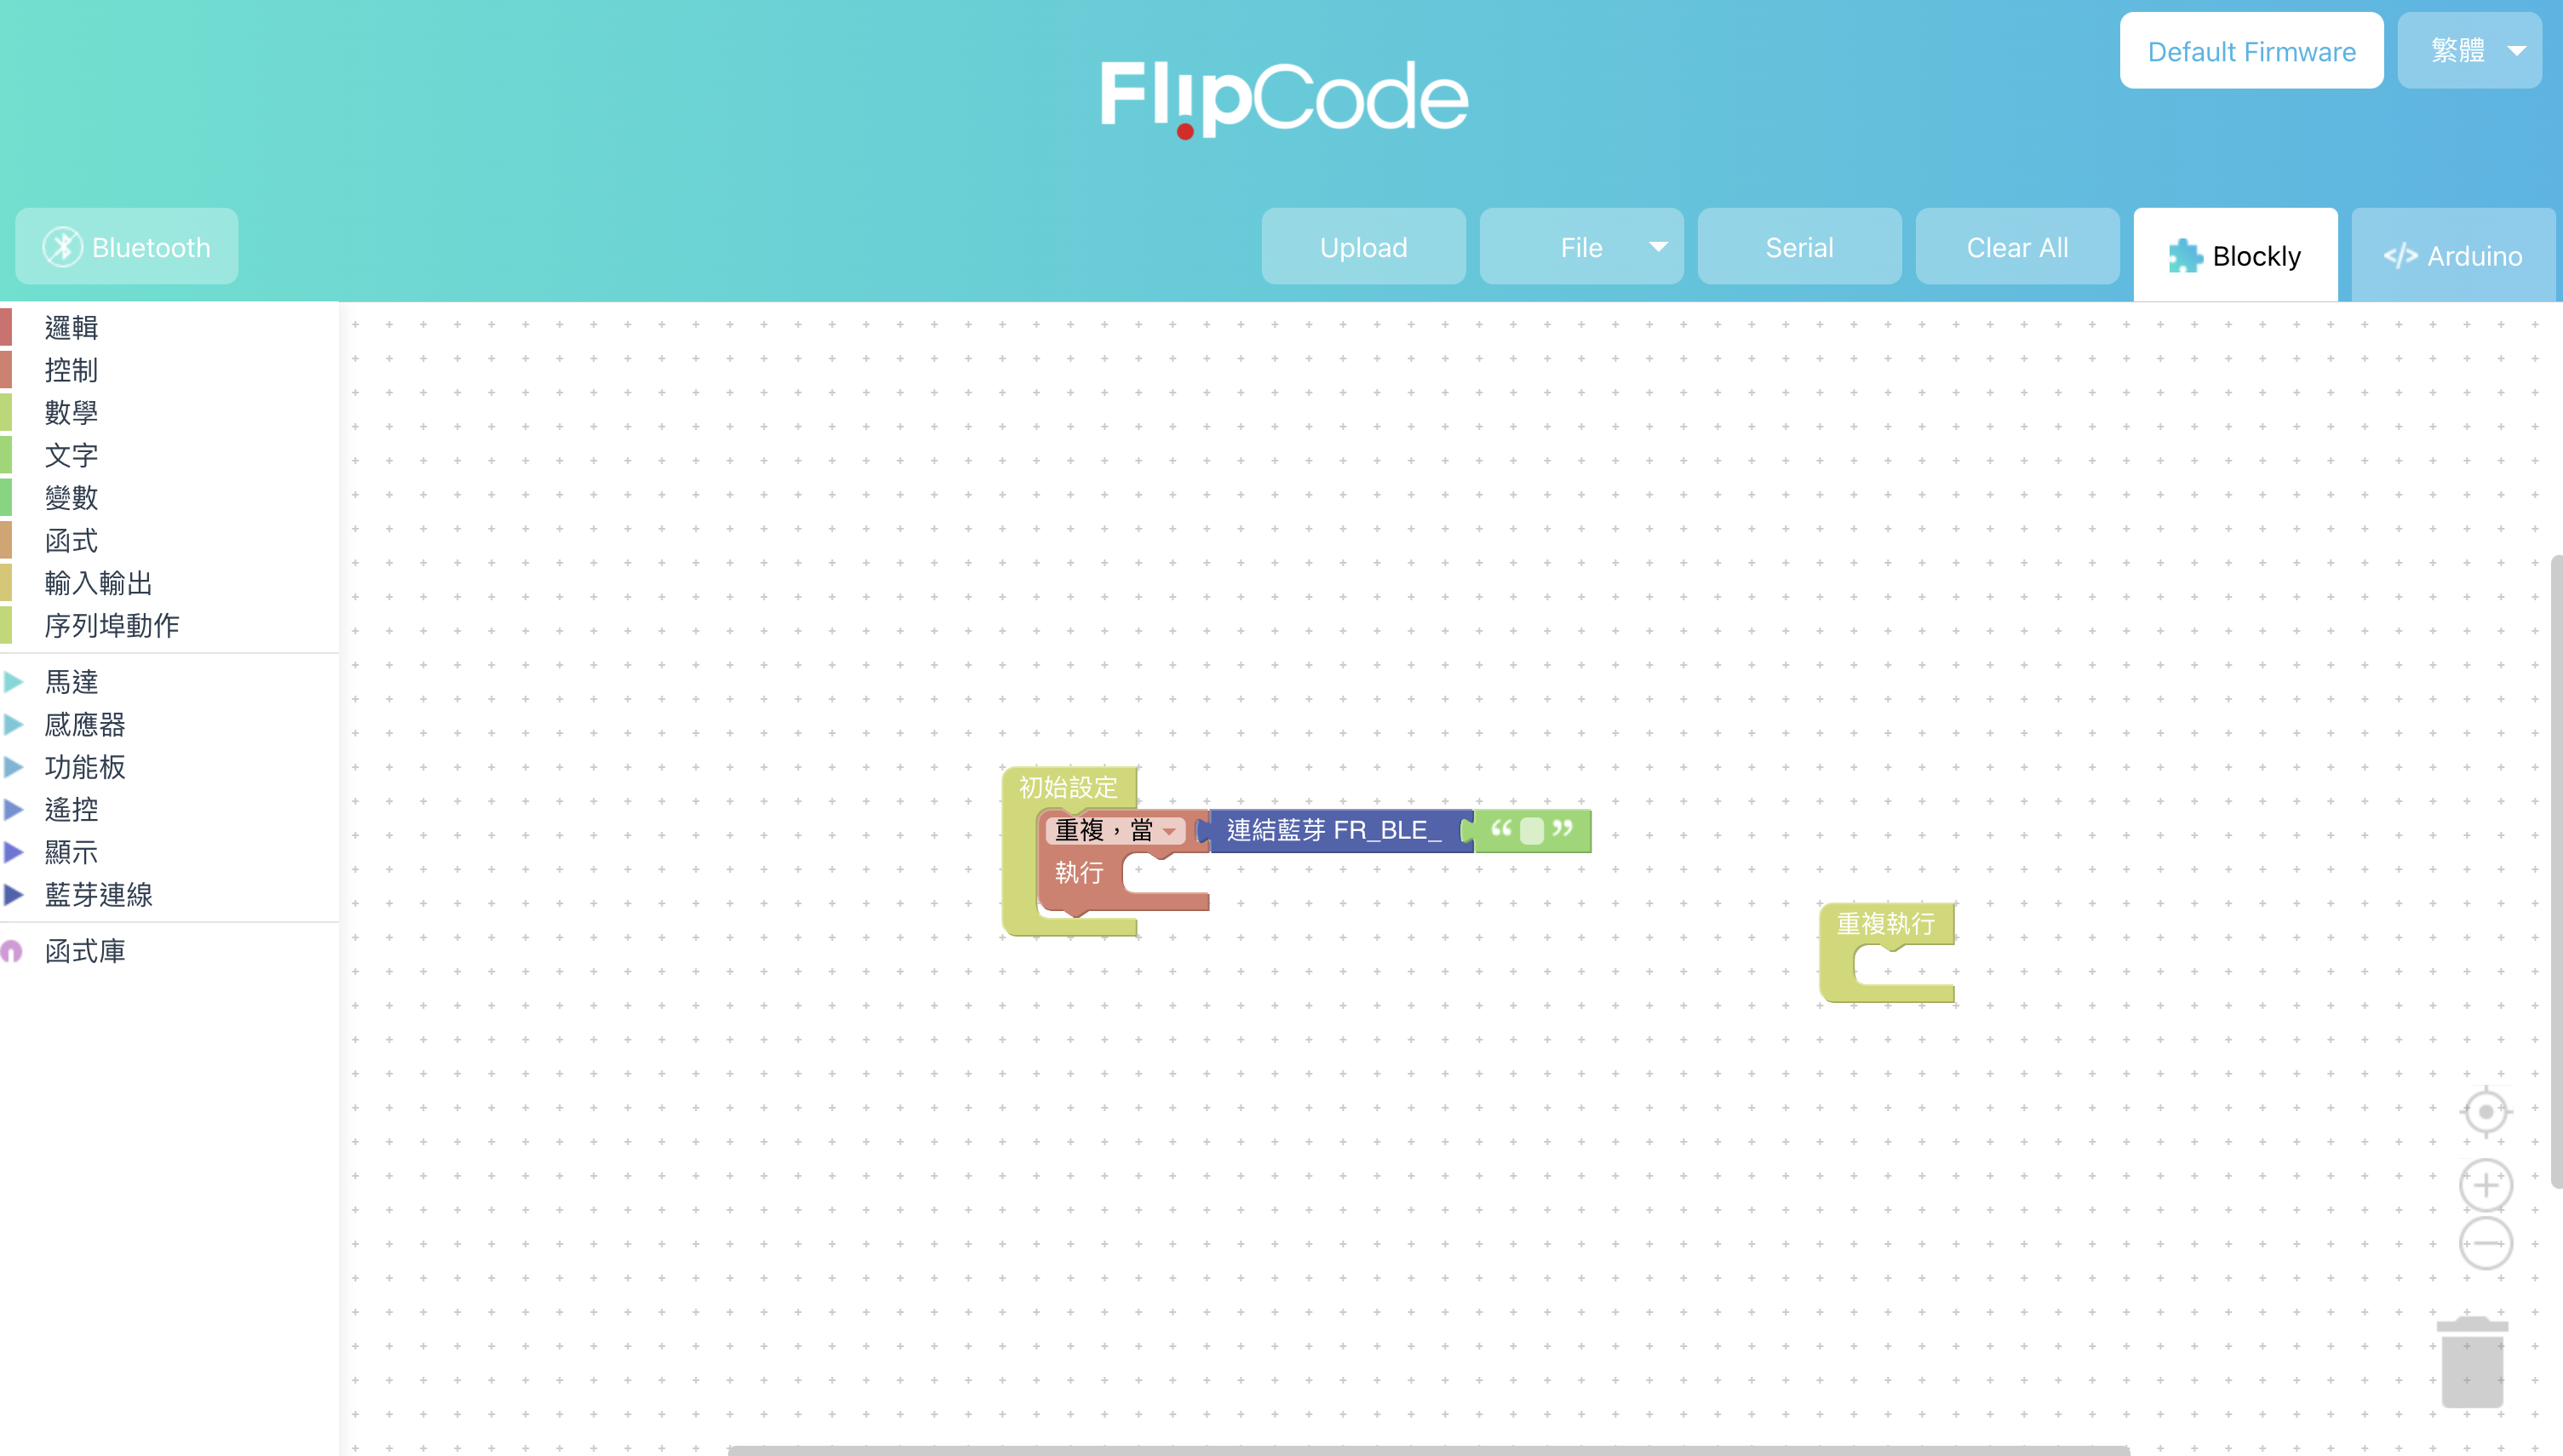 Default Firmware
繁體
FlipCode
Bluetooth
Upload
File
Serial
Clear All
Blockly
</> Arduino
邏輯
控制
數學
文字
變數
函式
輸入輸出
序列埠動作
馬達
感應器
功能板
遙控
顯示
藍芽連線
函式庫
初始設定
重複，當
連結藍芽 FR_BLE_
“ ”
執行
重複執行